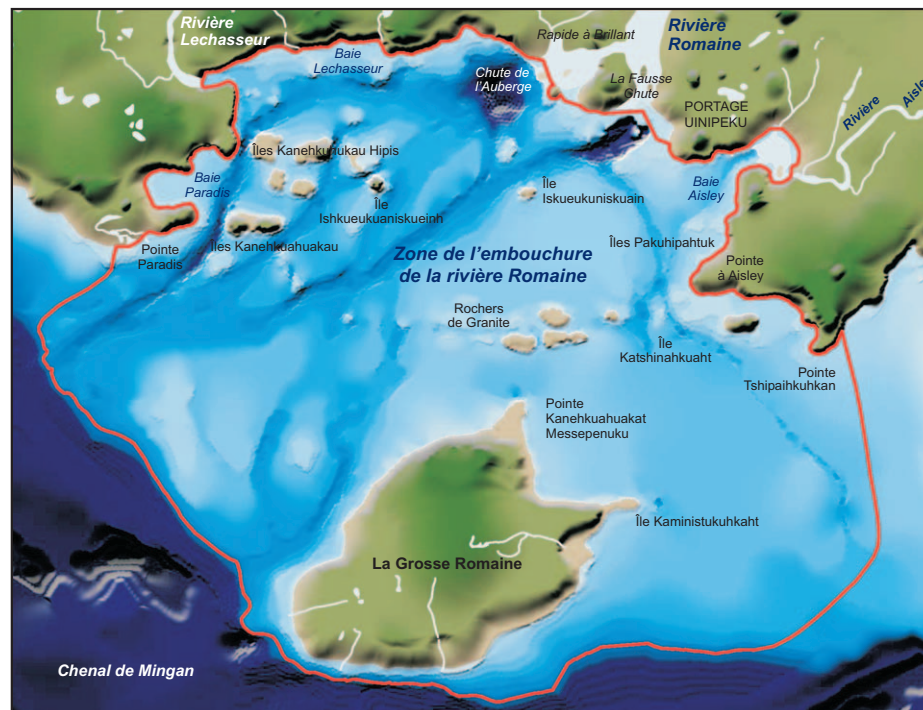 Rivière
Lechasseur
Baie
Lechasseur
Rapide à Brillant
Rivière
Romaine
Chute de
l'Auberge
La Fausse
Ghute
PORTAGE
UINIPEKU
Rivière
Aisley
Îles Kanehkuhukau Hipis
Baie
Paradis
Île
Ishkueukuaniskueinh
Île
Iskueukuniskuain
Baie
Aisley
Îles Kanehkuahuakau
Pointe
Paradis
Îles Pakuhipahtuk
Zone de l'embouchure
de la rivière Romaine
Pointe
à Aisley
Rochers
de Granite
Île
Katshinahkuaht
Pointe
Tshipaihkuhkan
Pointe
Kanehkuahuakat
Messepenuku
Île Kaministukuhkaht
La Grosse Romaine
Chenal de Mingan